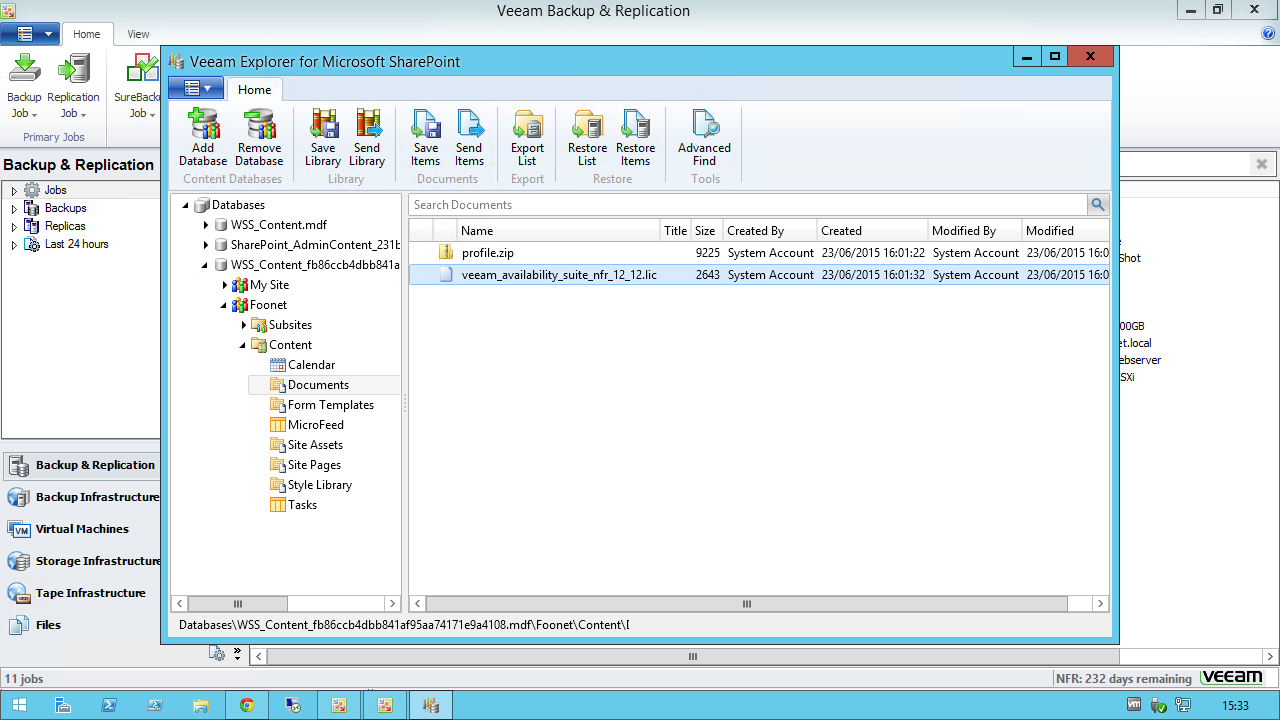 Veeam Backup & Replication
Home View
Backup Job
Replication Job
SureBack
Job
Primary Jobs
Backup & Replication
Jobs
Backups
Replicas
Last 24 hours
Backup & Replication
Backup Infrastructure
Virtual Machines
Storage Infrastructure
Tape Infrastructure
Files
Veeam Explorer for Microsoft SharePoint
Home
Add Database
Remove Database
Content Databases
Save Library
Send Library
Library
Save Items
Send Items
Documents
Export List
Export
Restore List
Restore Items
Restore
Advanced Find
Tools
Databases
WSS_Content.mdf
SharePoint_AdminContent_231b
WSS_Content_fb86ccb4dbb841a
My Site
Foonet
Subsites
Content
Calendar
Documents
Form Templates
MicroFeed
Site Assets
Site Pages
Style Library
Tasks
Search Documents
Name Title Size Created By Created Modified By Modified
profile.zip 9225 System Account 23/06/2015 16:01:22 System Account 23/06/2015 16:0
veeam_availability_suite_nfr_12_12.lic 2643 System Account 23/06/2015 16:01:32 System Account 23/06/2015 16:0
Databases\WSS_Content_fb86ccb4dbb841af95aa74171e9a4108.mdf\Foonet\Content\D
Shot
00GB
et.local
ebserver
SXi
11 jobs
NFR: 232 days remaining
veeam
vm
15:33